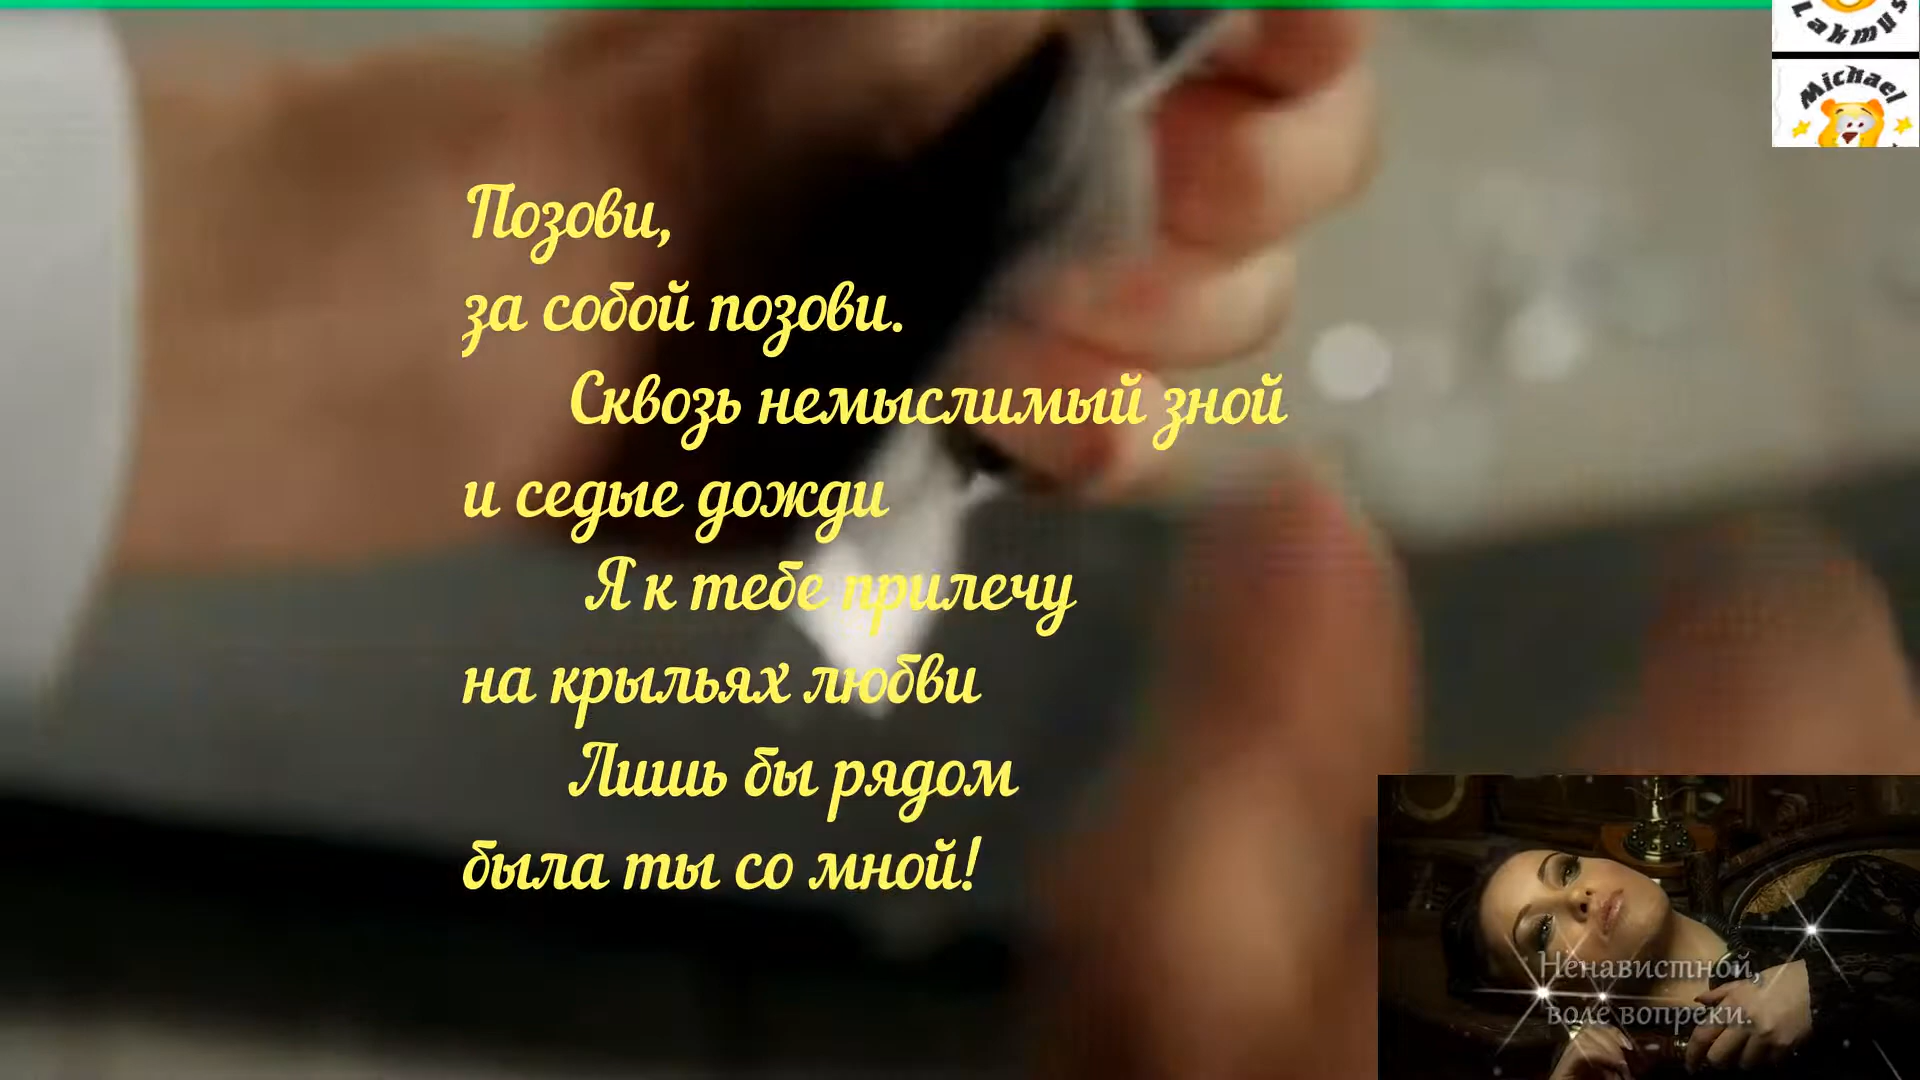 Lakmus
Michael
Позови,
за собой позови.
Сквозь немыслимый зной
и седые дожди
Я к тебе прилечу
на крыльях любви
Лишь бы рядом
была ты со мной!
Ненавистной,
воле вопреки.